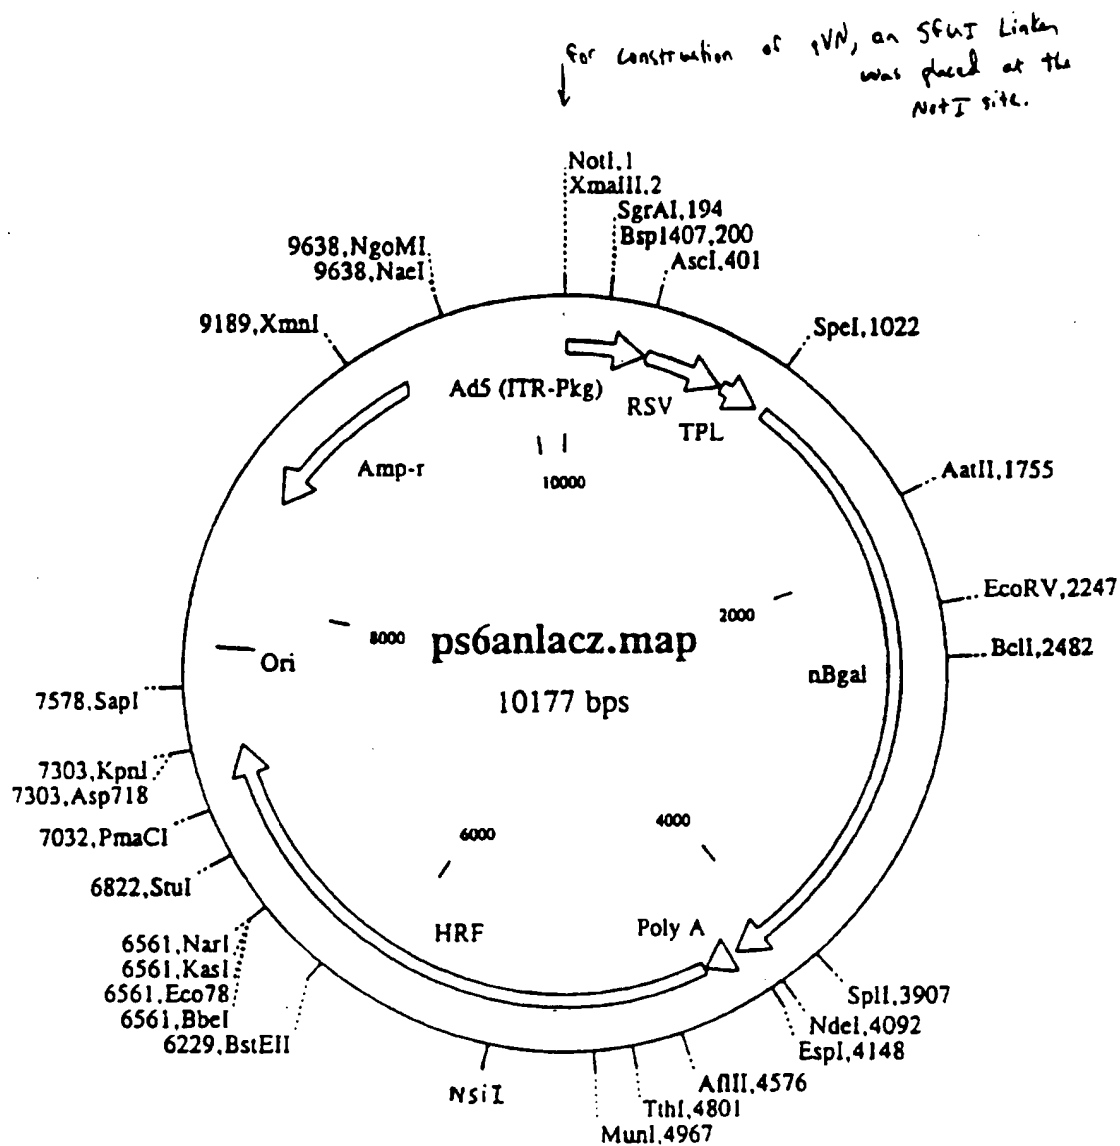 for construction of pVN, an SfuI Linker
was placed at the
NotI site.
NotI,1
XmaIII,2
SgrAI,194
Bsp1407,200
AscI,401
9638,NgoMI
9638,NaeI
9189,XmnI
SpeI,1022
Ad5 (ITR-Pkg)
RSV
TPL
Amp-r
10000
AatII,1755
EcoRV,2247
2000
8000
ps6anlacz.map
BclI,2482
Ori
nBgal
10177 bps
7578,SapI
7303,KpnI
7303,Asp718
4000
7032,PmaCI
6000
6822,StuI
HRF
Poly A
6561,NarI
6561,KasI
6561,Eco78
6561,BbeI
6229,BstEII
SplI,3907
NdeI,4092
EspI,4148
NsiI
AflII,4576
TthI,4801
MunI,4967